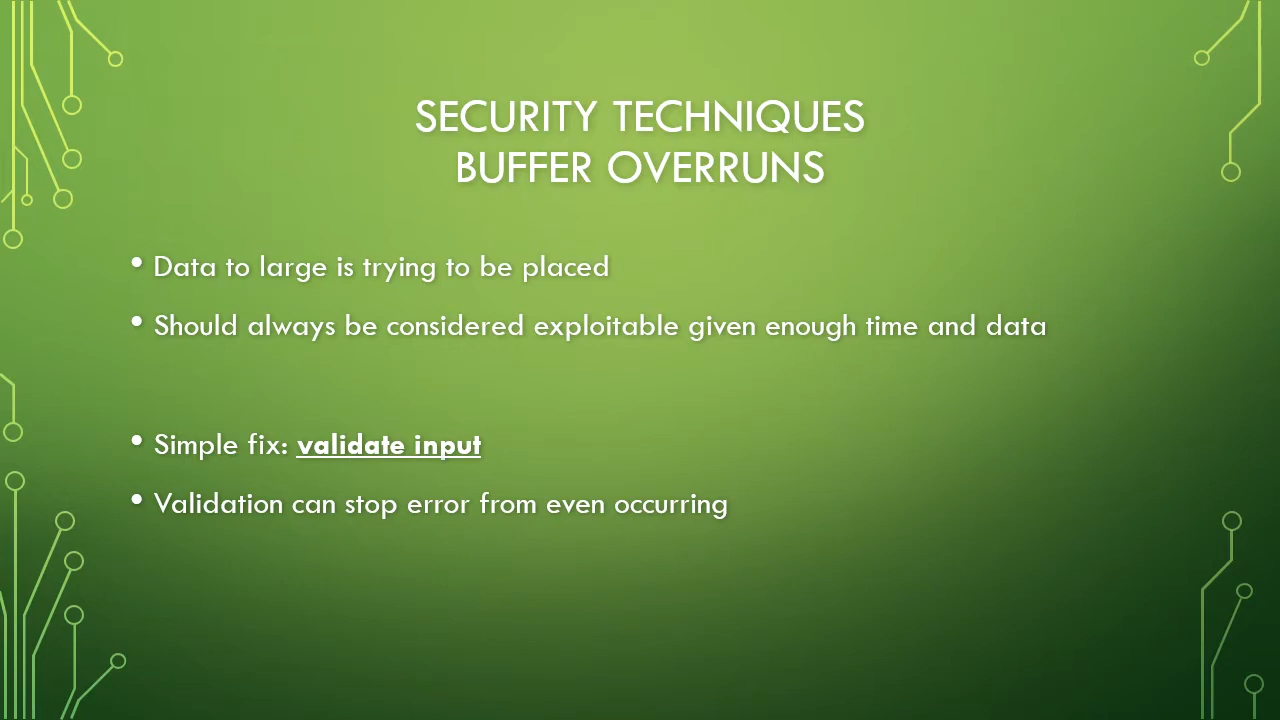 SECURITY TECHNIQUES
BUFFER OVERRUNS
• Data to large is trying to be placed
• Should always be considered exploitable given enough time and data
• Simple fix: validate input
• Validation can stop error from even occurring